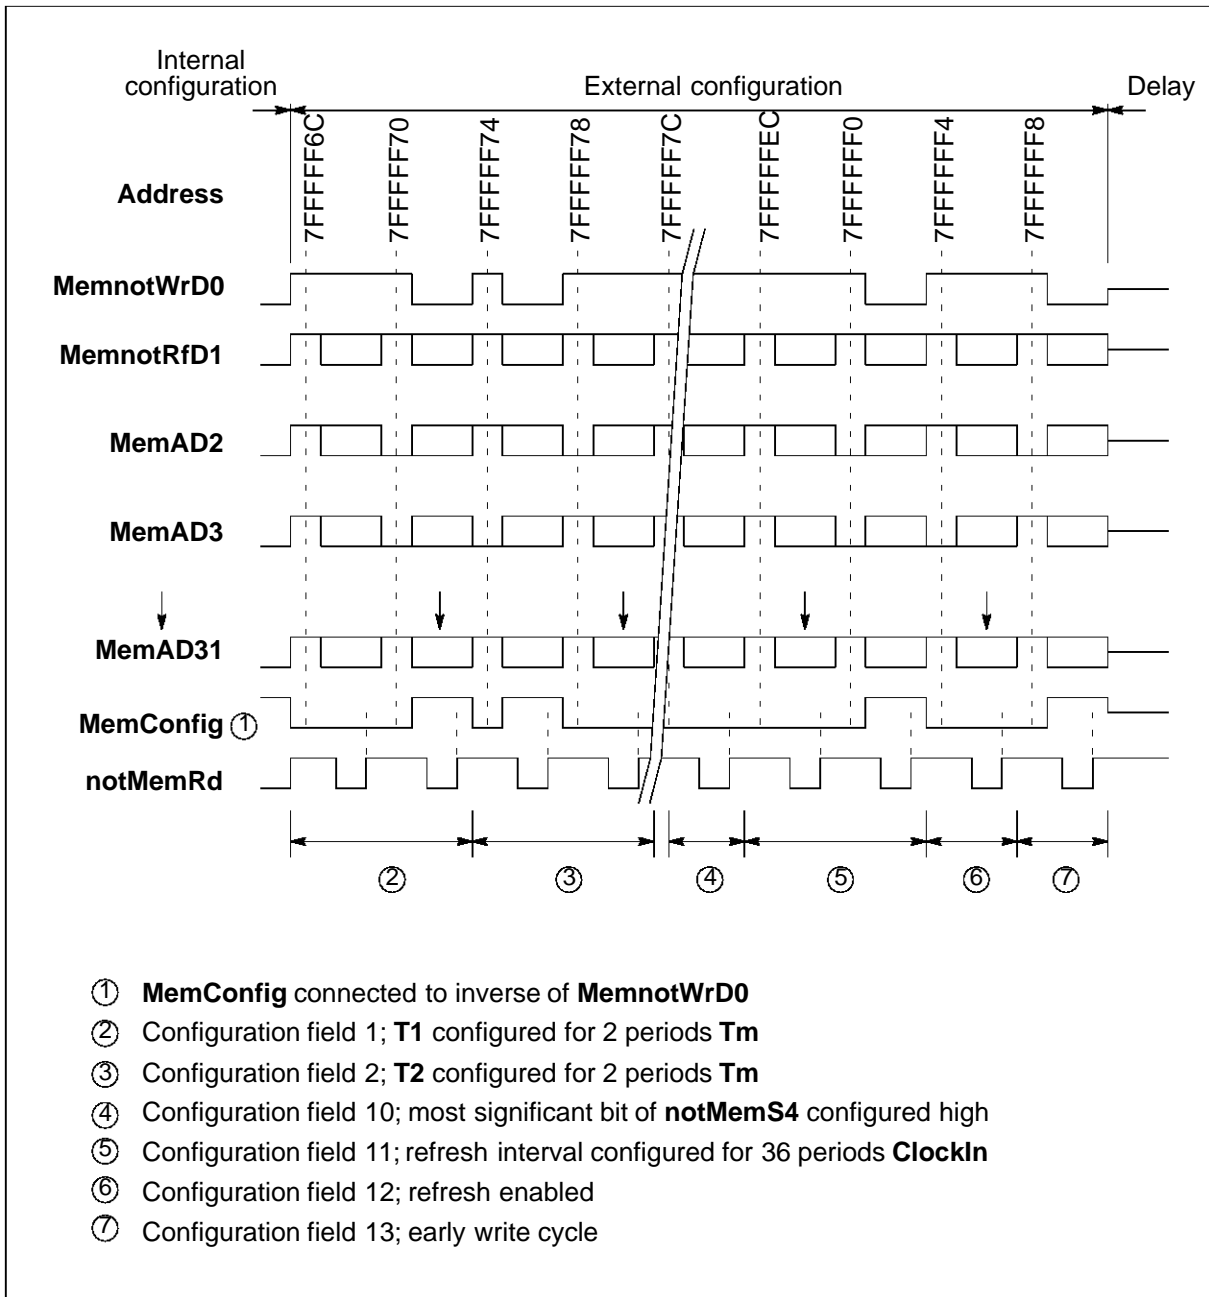 Internal
configuration
External configuration
Delay
Address
7FFFFF6C
7FFFFF70
7FFFFF74
7FFFFF78
7FFFFF7C
7FFFFFEC
7FFFFFF0
7FFFFFF4
7FFFFFF8
MemnotWrD0
MemnotRfD1
MemAD2
MemAD3
MemAD31
MemConfig 1
notMemRd
2 3 4 5 6 7
1 MemConfig connected to inverse of MemnotWrD0
2 Configuration field 1; T1 configured for 2 periods Tm
3 Configuration field 2; T2 configured for 2 periods Tm
4 Configuration field 10; most significant bit of notMemS4 configured high
5 Configuration field 11; refresh interval configured for 36 periods ClockIn
6 Configuration field 12; refresh enabled
7 Configuration field 13; early write cycle